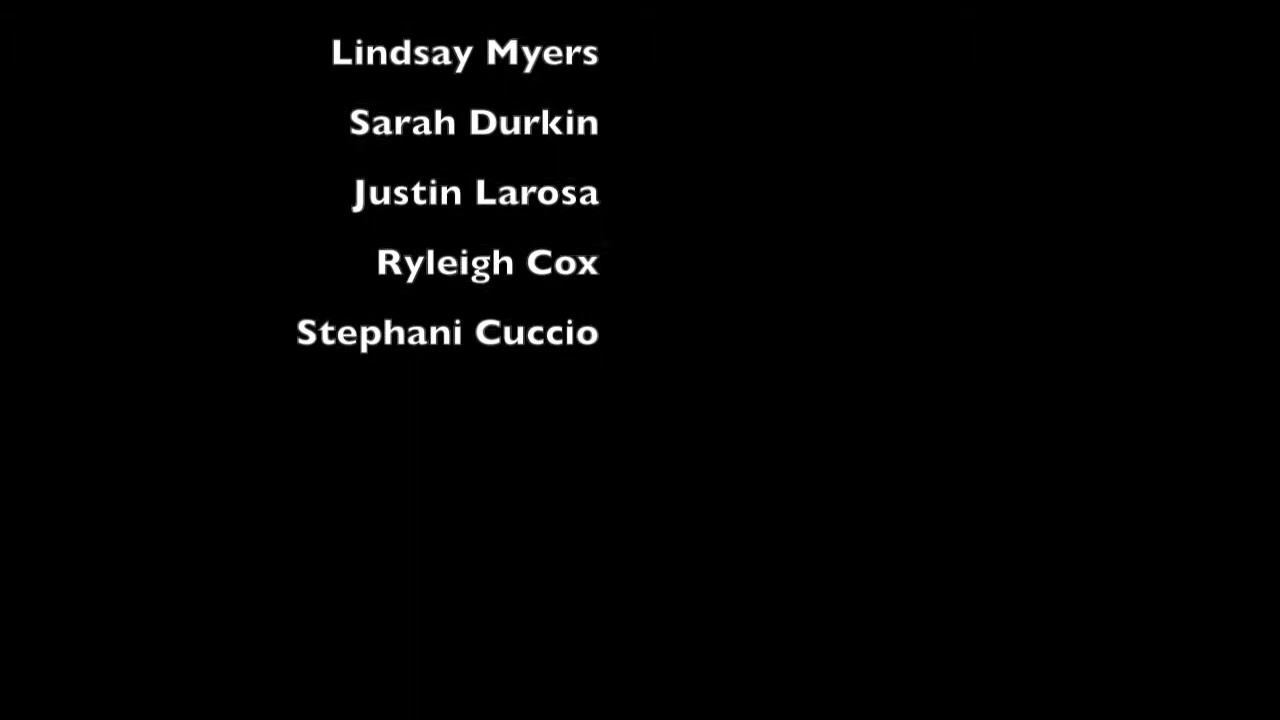 Lindsay Myers
Sarah Durkin
Justin Larosa
Ryleigh Cox
Stephani Cuccio